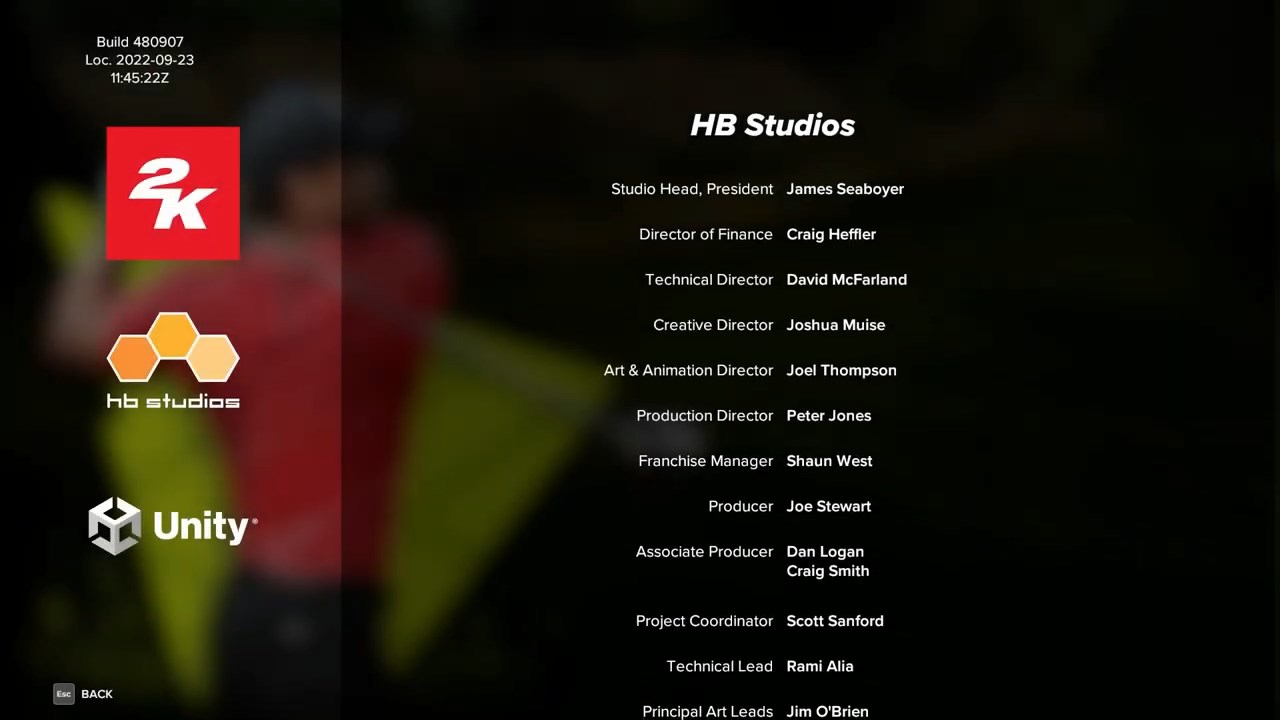 Build 480907
Loc. 2022-09-23
11:45:22Z
2K
hb studios
Unity®
Esc BACK
HB Studios
Studio Head, President James Seaboyer
Director of Finance Craig Heffler
Technical Director David McFarland
Creative Director Joshua Muise
Art & Animation Director Joel Thompson
Production Director Peter Jones
Franchise Manager Shaun West
Producer Joe Stewart
Associate Producer Dan Logan
Craig Smith
Project Coordinator Scott Sanford
Technical Lead Rami Alia
Principal Art Leads Jim O'Brien